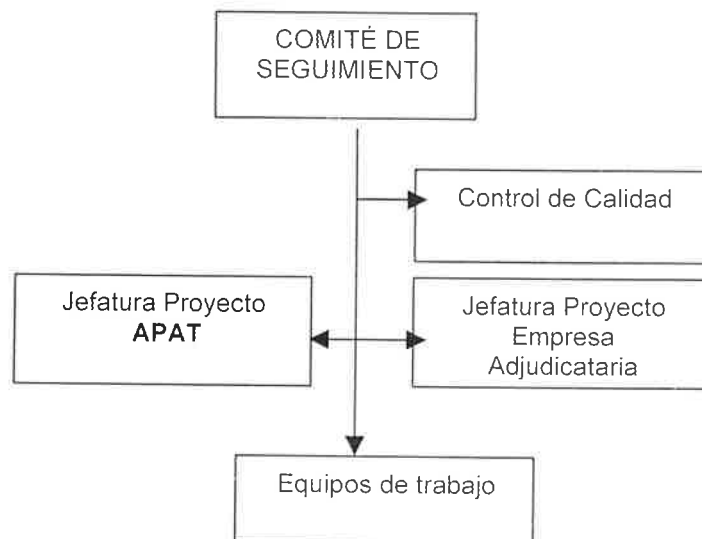 COMITÉ DE
SEGUIMIENTO
Control de Calidad
Jefatura Proyecto
APAT
Jefatura Proyecto
Empresa
Adjudicataria
Equipos de trabajo